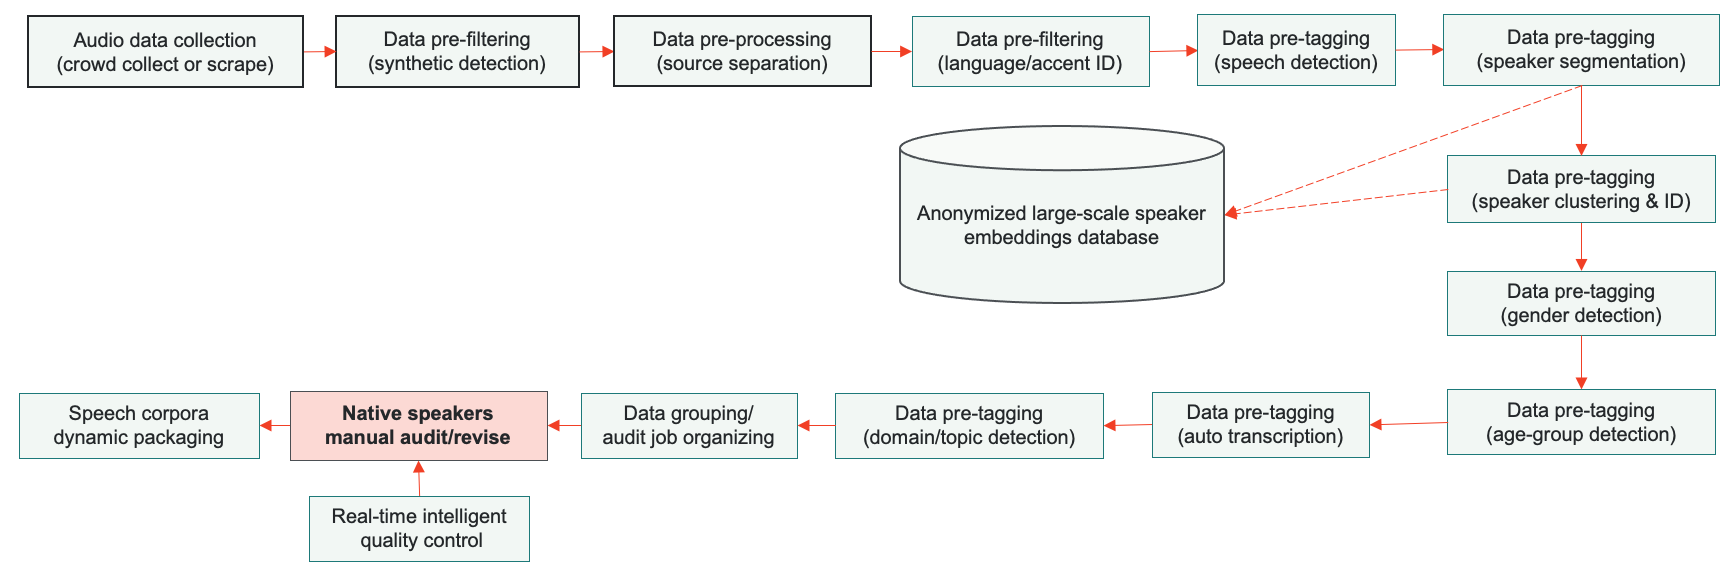 Audio data collection
(crowd collect or scrape)
Data pre-filtering
(synthetic detection)
Data pre-processing
(source separation)
Data pre-filtering
(language/accent ID)
Data pre-tagging
(speech detection)
Data pre-tagging
(speaker segmentation)
Anonymized large-scale speaker
embeddings database
Data pre-tagging
(speaker clustering & ID)
Data pre-tagging
(gender detection)
Data pre-tagging
(age-group detection)
Data pre-tagging
(auto transcription)
Data pre-tagging
(domain/topic detection)
Data grouping/
audit job organizing
Native speakers
manual audit/revise
Speech corpora
dynamic packaging
Real-time intelligent
quality control